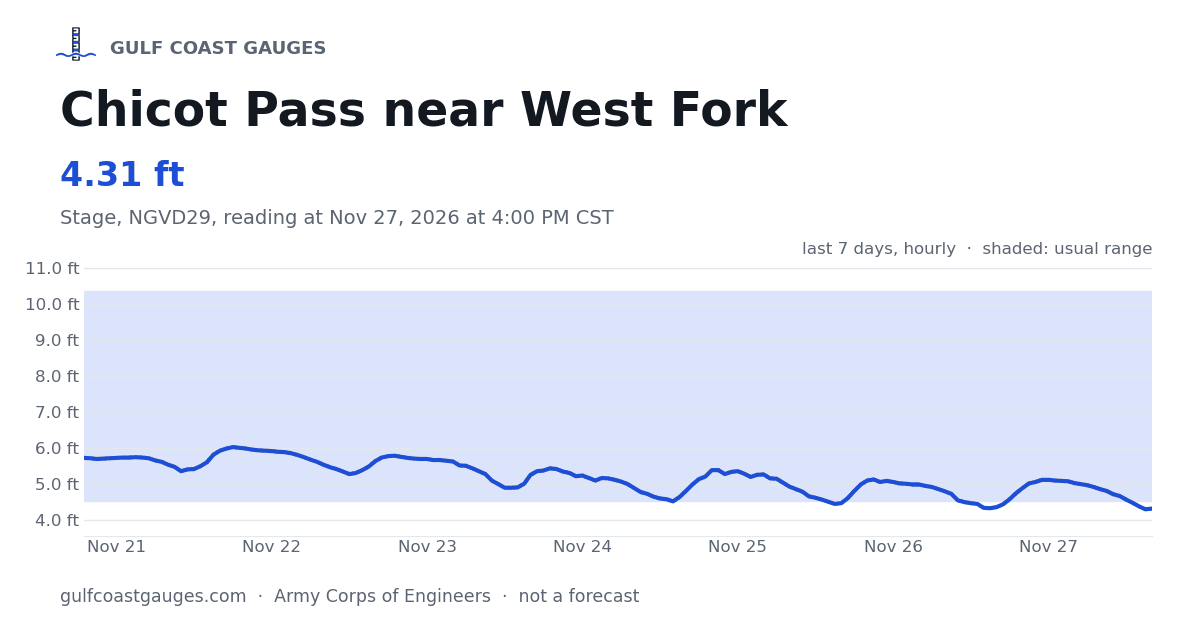 GULF COAST GAUGES
Chicot Pass near West Fork
4.31 ft
Stage, NGVD29, reading at Nov 27, 2026 at 4:00 PM CST
last 7 days, hourly · shaded: usual range
11.0 ft
10.0 ft
9.0 ft
8.0 ft
7.0 ft
6.0 ft
5.0 ft
4.0 ft
Nov 21 Nov 22 Nov 23 Nov 24 Nov 25 Nov 26 Nov 27
gulfcoastgauges.com · Army Corps of Engineers · not a forecast